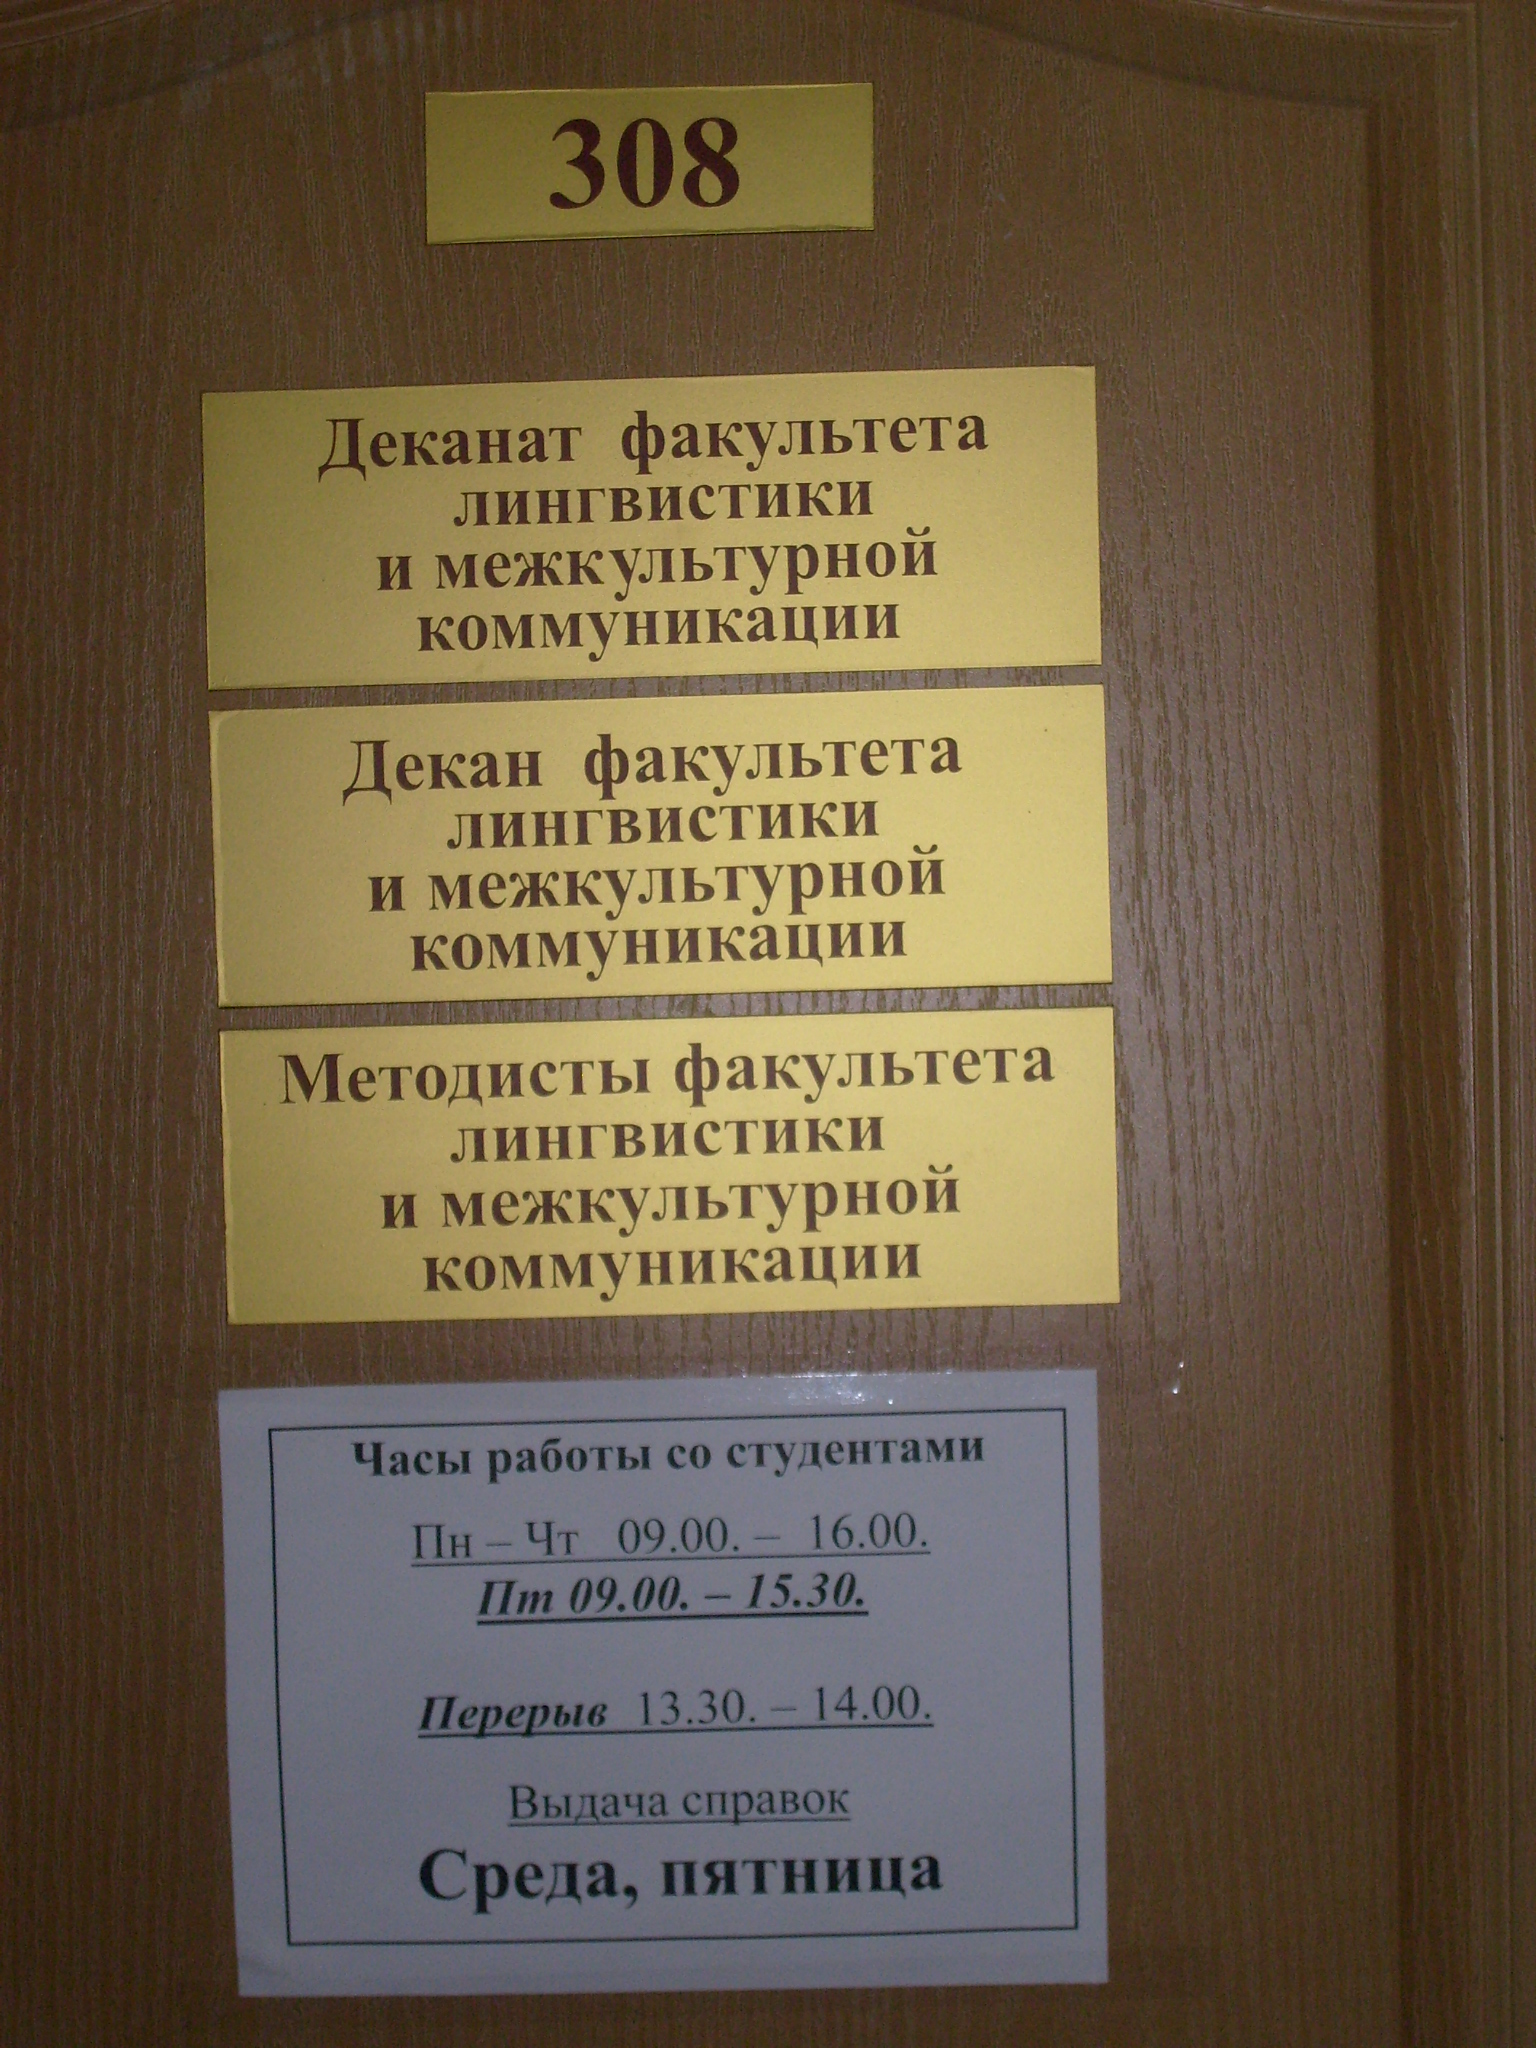 308
Деканат факультета
лингвистики
и межкультурной
коммуникации
Декан факультета
лингвистики
и межкультурной
коммуникации
Методисты факультета
лингвистики
и межкультурной
коммуникации
Часы работы со студентами
Пн – Чт 09.00. – 16.00.
Пт 09.00. – 15.30.
Перерыв 13.30. – 14.00.
Выдача справок
Среда, пятница